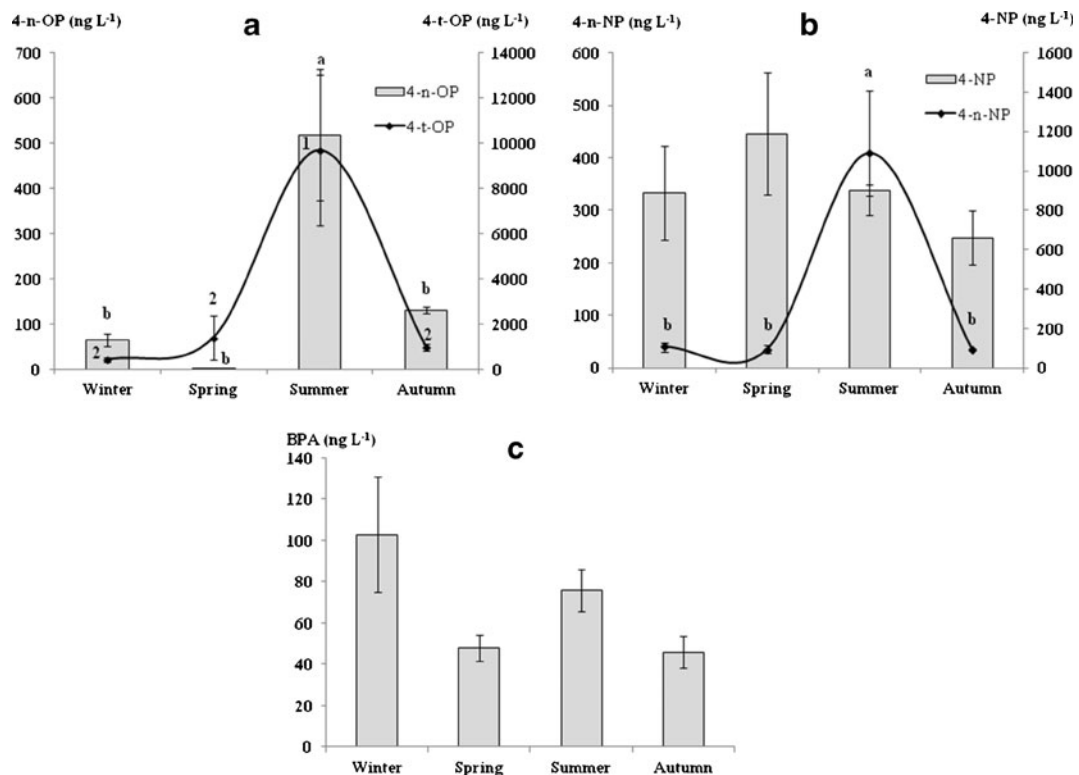 4-n-OP (ng L-1) a 4-t-OP (ng L-1)
700 14000
a
600 12000
4-n-OP
4-t-OP
500 10000
1
400 8000
300 6000
200 4000
b 2 b
100 2000
2 b 2
0 0
Winter Spring Summer Autumn
4-n-NP (ng L-1) b 4-NP (ng L-1)
600 1600
a
4-NP
4-n-NP
500 1400
1200
400
1000
300 800
200 600
400
100 b b b 200
0 0
Winter Spring Summer Autumn
BPA (ng L-1) c
140
120
100
80
60
40
20
0
Winter Spring Summer Autumn